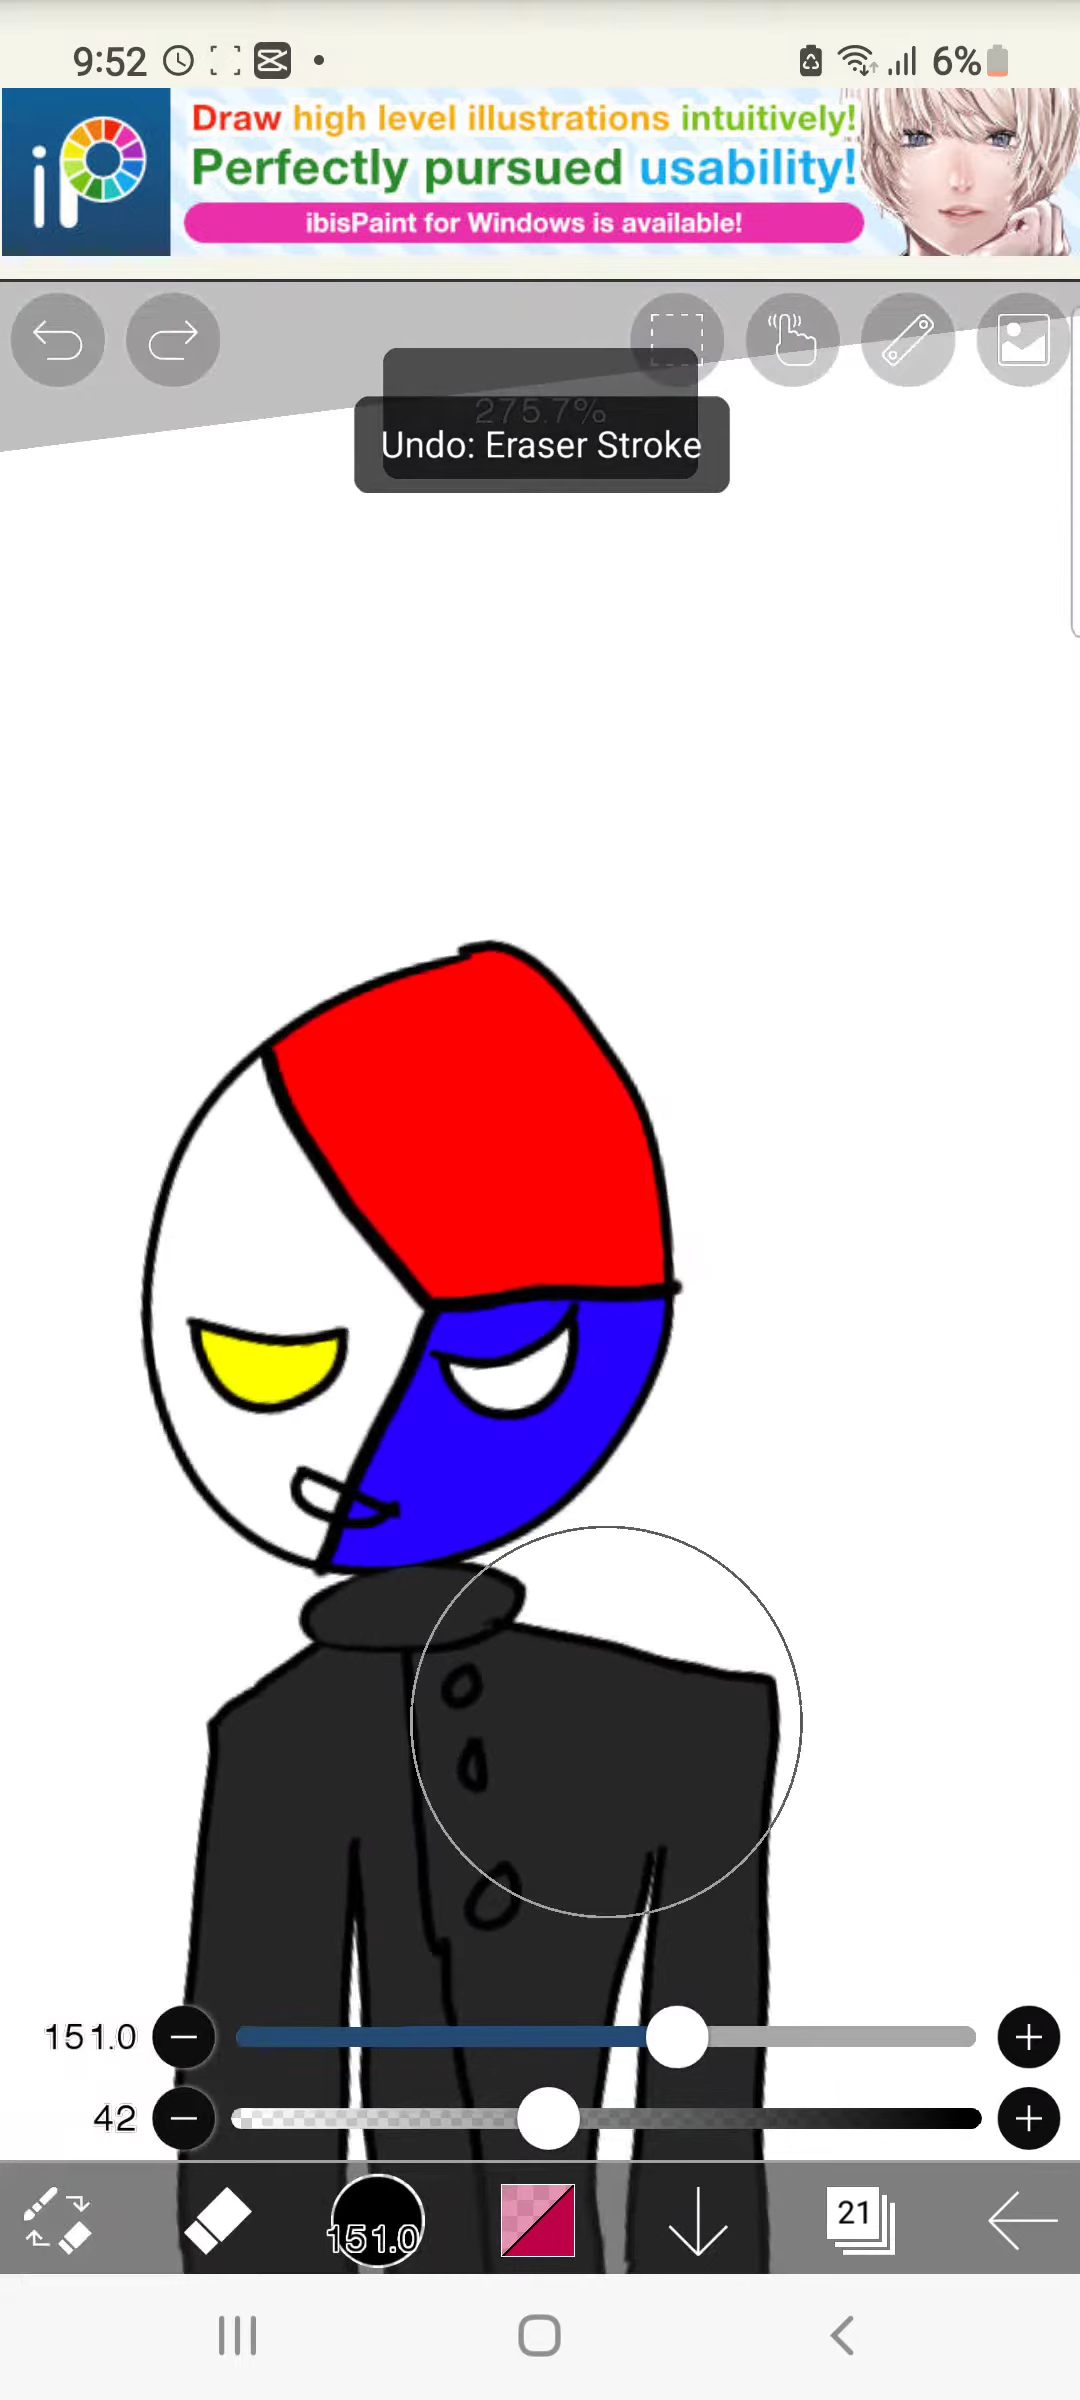 9:52
6%
iP
Draw high level illustrations intuitively!
Perfectly pursued usability!
ibisPaint for Windows is available!
275.7%
Undo: Eraser Stroke
151.0
42
151.0
21